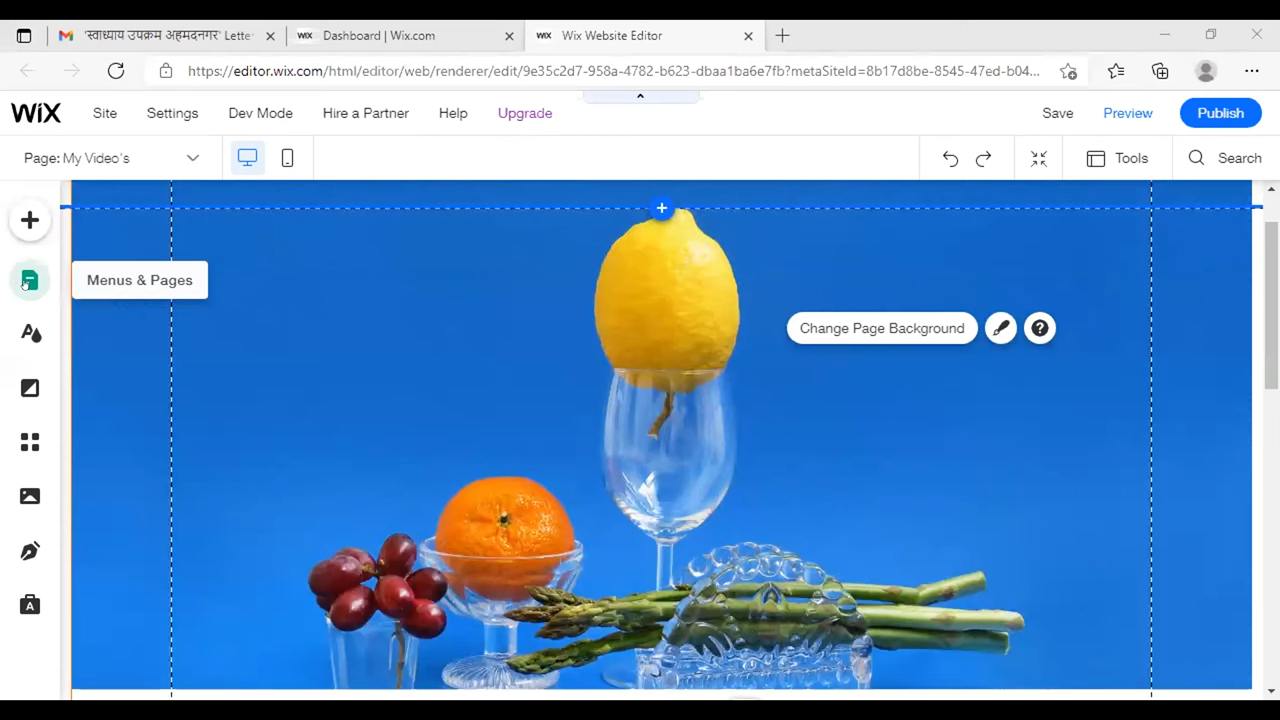 'स्वाध्याय उपक्रम अहमदनगर' Lette
WIX Dashboard | Wix.com
WIX Wix Website Editor
https://editor.wix.com/html/editor/web/renderer/edit/9e35c2d7-958a-4782-b623-dbaa1ba6e7fb?metaSiteId=8b17d8be-8545-47ed-b04...
WiX Site Settings Dev Mode Hire a Partner Help Upgrade Save Preview Publish
Page: My Video's Tools Search
Menus & Pages
Change Page Background
A
A